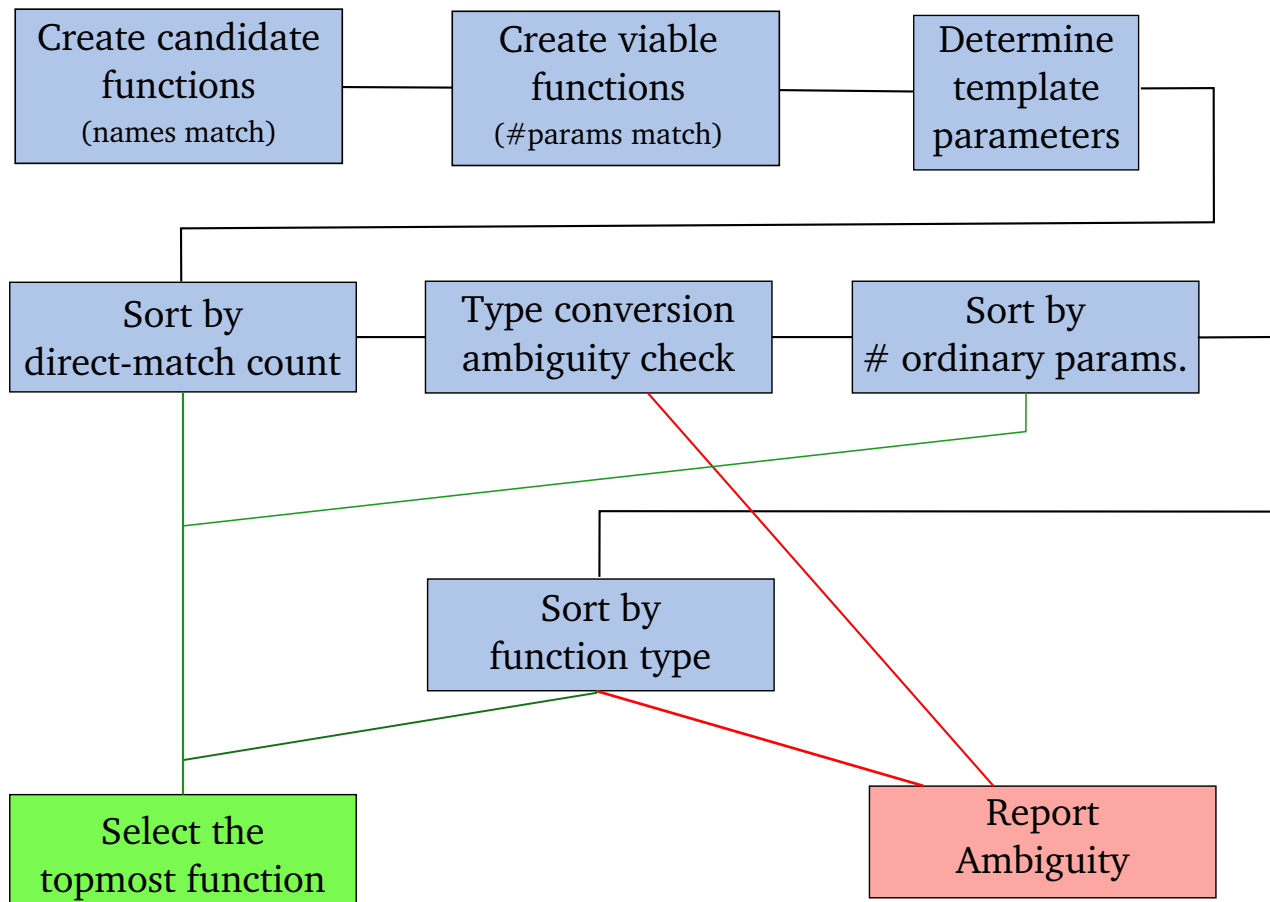 Create candidate
functions
(names match)
Create viable
functions
(#params match)
Determine
template
parameters
Sort by
direct-match count
Type conversion
ambiguity check
Sort by
# ordinary params.
Sort by
function type
Select the
topmost function
Report
Ambiguity